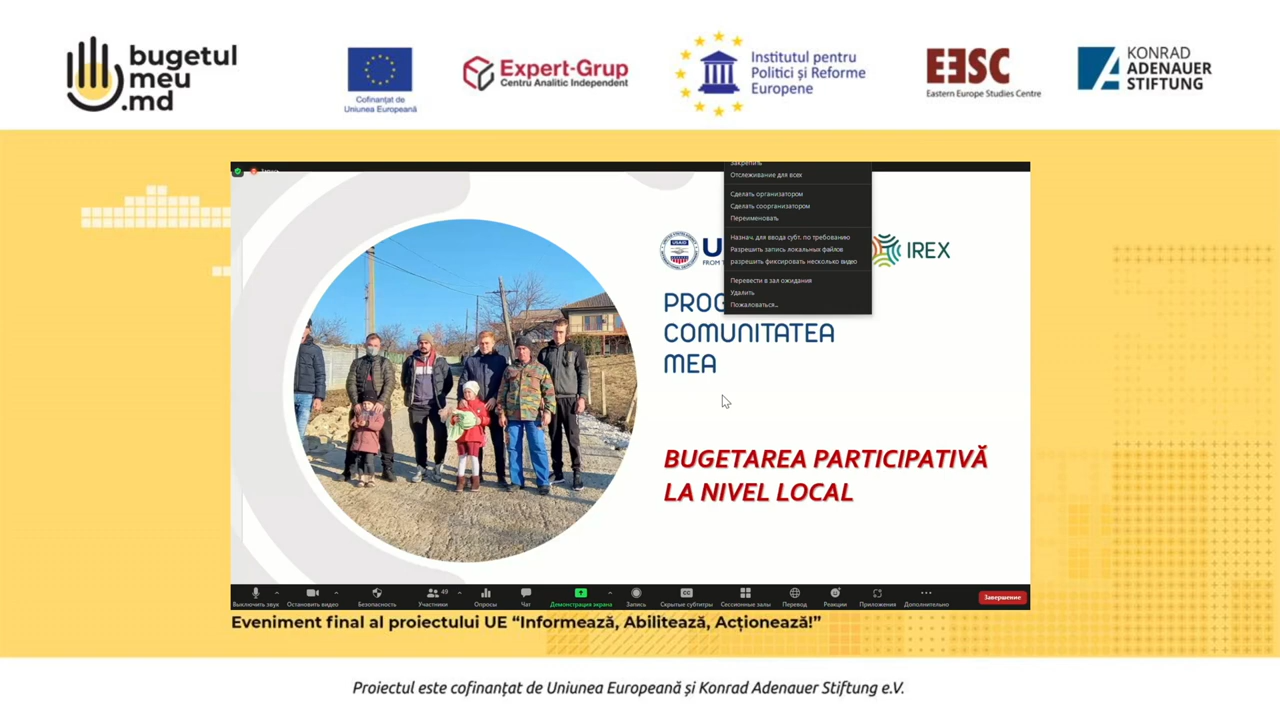 bugetul
meu
.md
Cofinanțat de
Uniunea Europeană
Expert-Grup
Centru Analitic Independent
Institutul pentru
Politici și Reforme
Europene
EESC
Eastern Europe Studies Centre
KONRAD
ADENAUER
STIFTUNG
Закрепить
Отслеживание для всех
Сделать организатором
Сделать соорганизатором
Переименовать
Назнач. для ввода субт. по требованию
Разрешить запись локальных файлов
разрешить фиксировать несколько видео
Перевести в зал ожидания
Удалить
Пожаловаться...
USAID
U
FROM T
IREX
PROG
COMUNITATEA
MEA
BUGETAREA PARTICIPATIVĂ
LA NIVEL LOCAL
Выключить звук
Остановить видео
Безопасность
Участники
49
Опросы
Чат
Демонстрация экрана
Запись
Скрытые субтитры
Сессионные залы
Перевод
Реакции
Приложения
Дополнительно
Завершение
Eveniment final al proiectului UE “Informează, Abilitează, Acționează!”
Proiectul este cofinanțat de Uniunea Europeană și Konrad Adenauer Stiftung e.V.